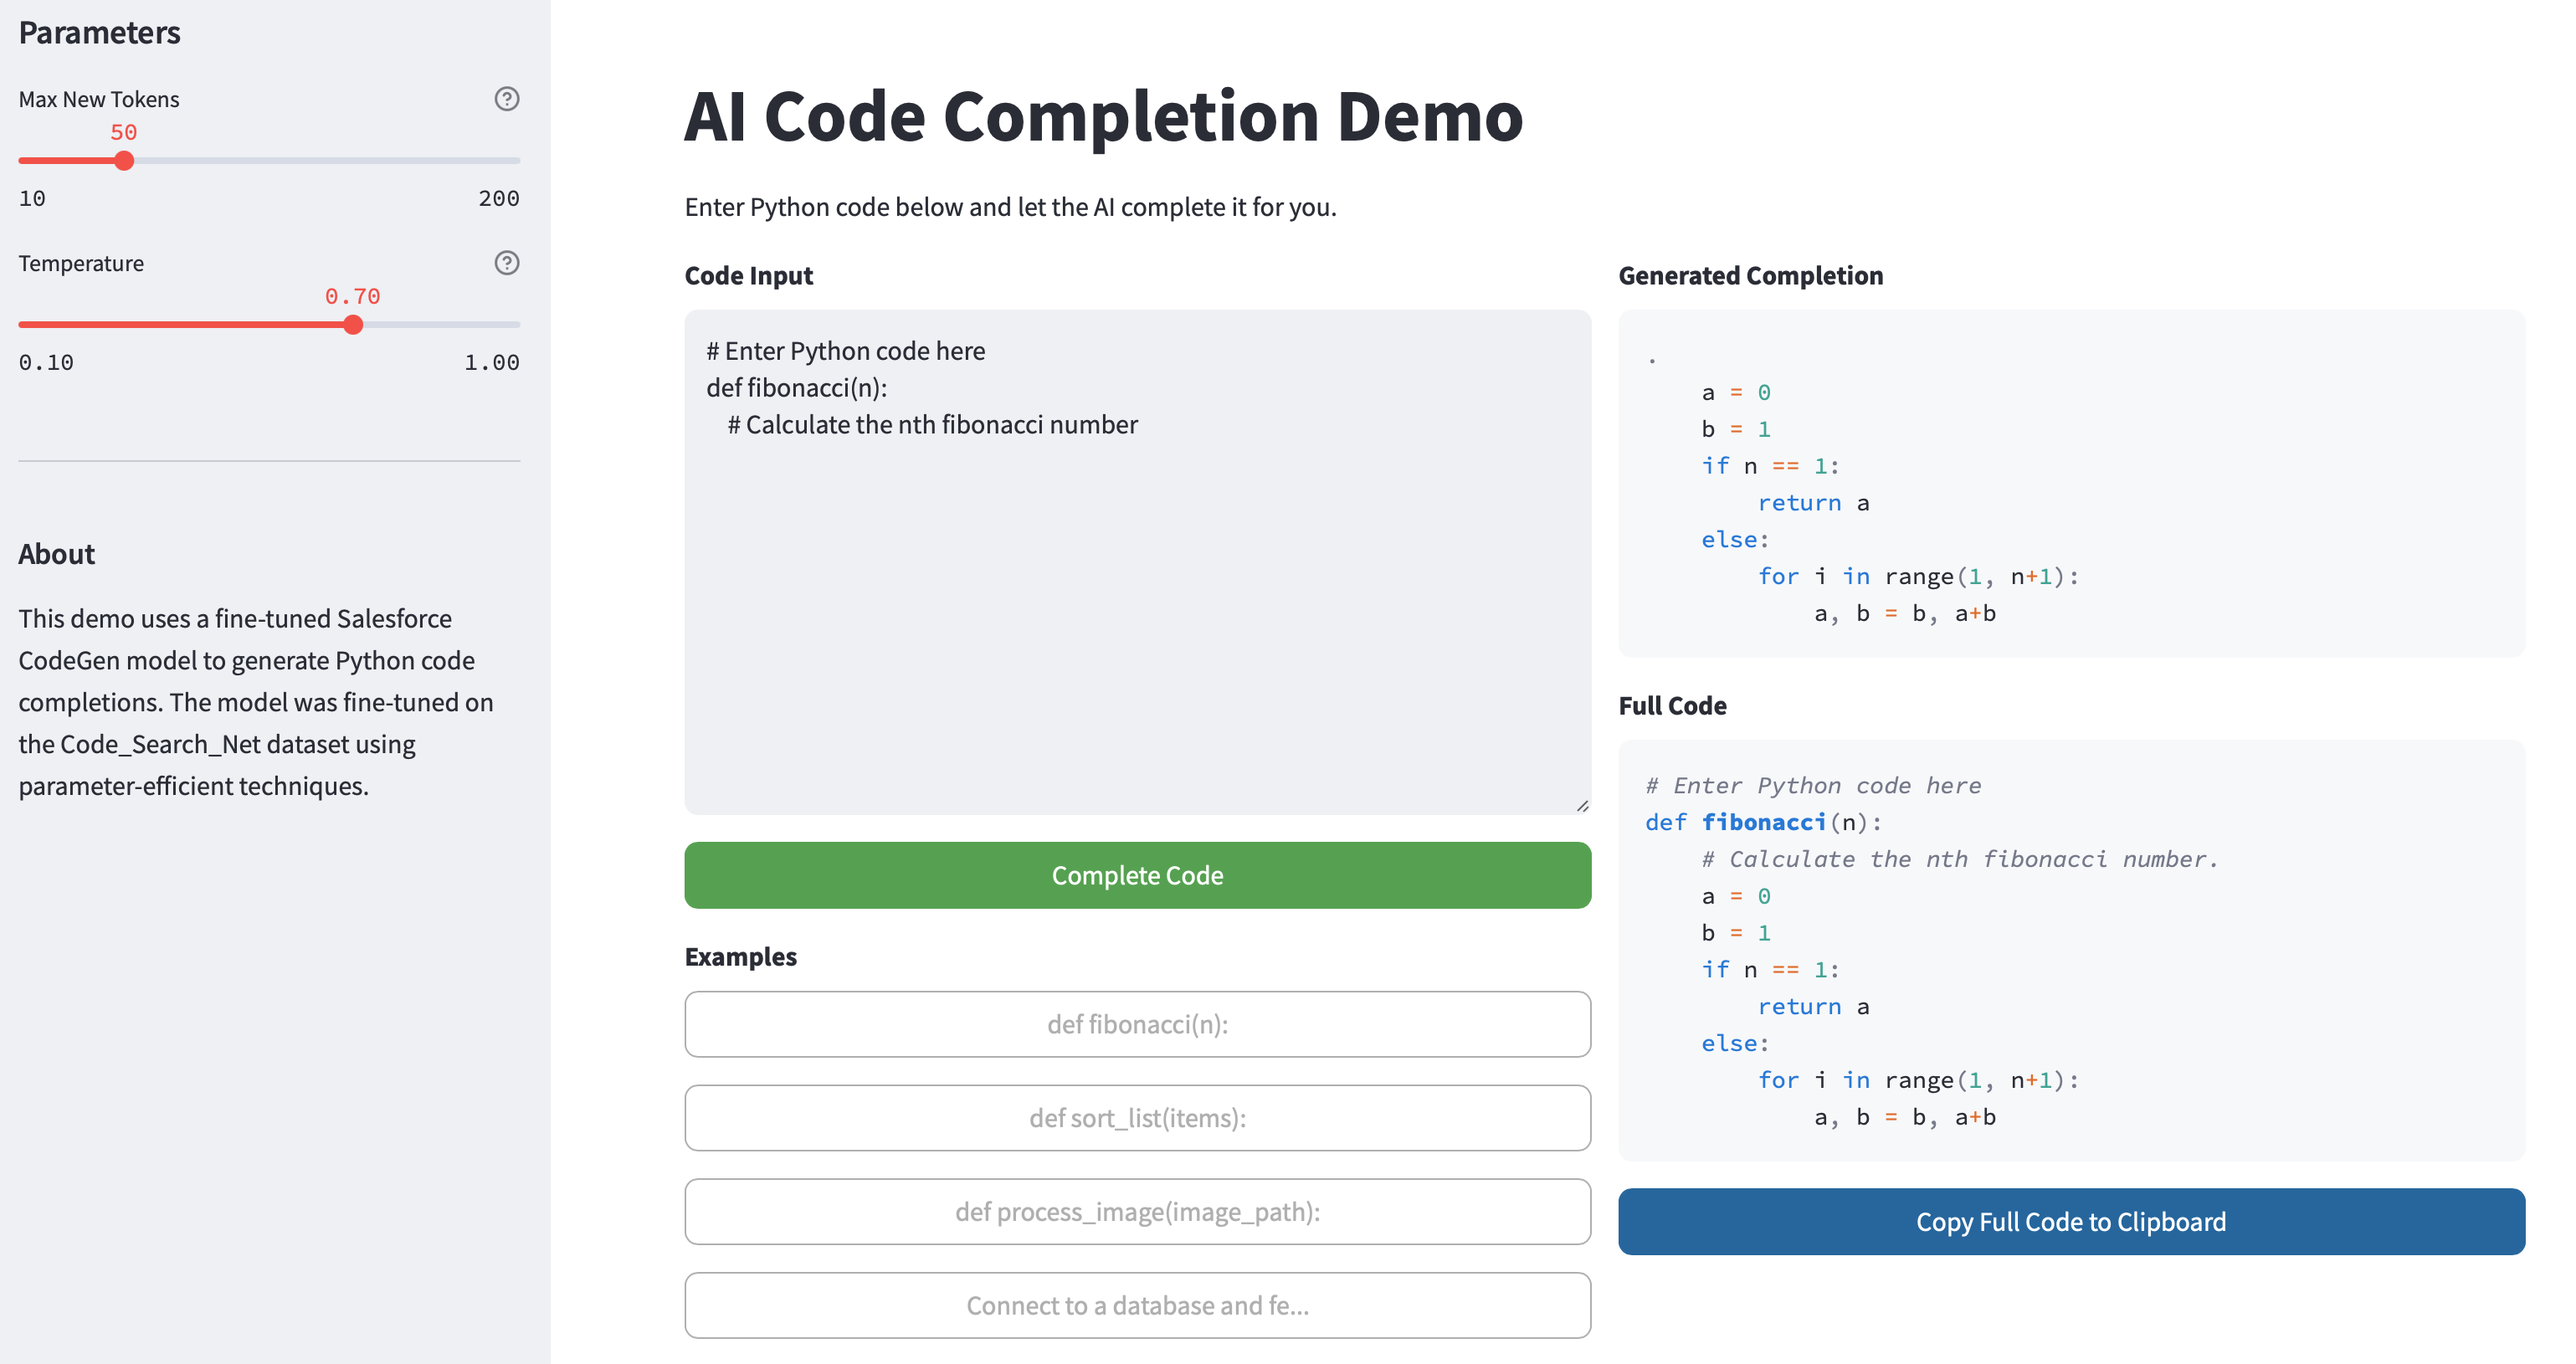 Parameters
Max New Tokens
50
10 200
Temperature
0.70
0.10 1.00
About
This demo uses a fine-tuned Salesforce
CodeGen model to generate Python code
completions. The model was fine-tuned on
the Code_Search_Net dataset using
parameter-efficient techniques.
AI Code Completion Demo
Enter Python code below and let the AI complete it for you.
Code Input
# Enter Python code here
def fibonacci(n):
    # Calculate the nth fibonacci number
Complete Code
Examples
def fibonacci(n):
def sort_list(items):
def process_image(image_path):
Connect to a database and fe...
Generated Completion
.
    a = 0
    b = 1
    if n == 1:
        return a
    else:
        for i in range(1, n+1):
            a, b = b, a+b
Full Code
# Enter Python code here
def fibonacci(n):
    # Calculate the nth fibonacci number.
    a = 0
    b = 1
    if n == 1:
        return a
    else:
        for i in range(1, n+1):
            a, b = b, a+b
Copy Full Code to Clipboard